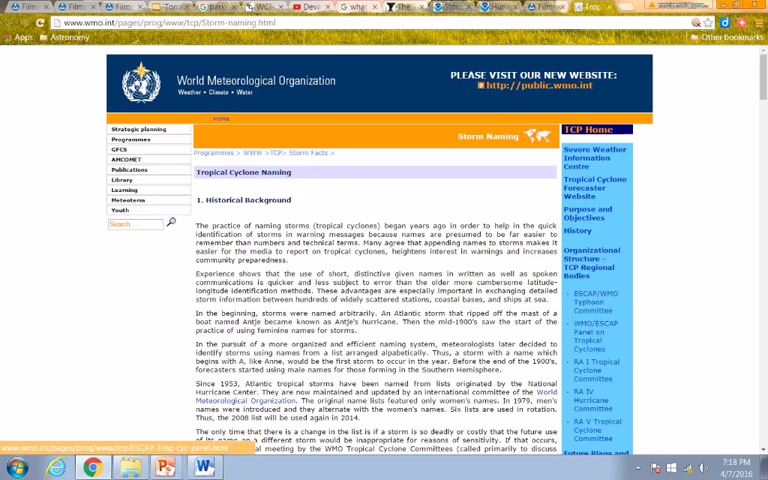 Film
Film
Film
Torr
park
WCI
Deva
what
The
Stor
Hur
Film
Trop
www.wmo.int/pages/prog/www/tcp/Storm-naming.html
Apps
Astronomy
Other bookmarks
World Meteorological Organization
Weather • Climate • Water
PLEASE VISIT OUR NEW WEBSITE:
http://public.wmo.int
Home
Strategic planning
Programmes
GFCS
AMCOMET
Publications
Library
Learning
Meteoterm
Youth
Search...
Storm Naming
Programmes > WWW >TCP> Storm Facts >
Tropical Cyclone Naming
1. Historical Background
The practice of naming storms (tropical cyclones) began years ago in order to help in the quick
identification of storms in warning messages because names are presumed to be far easier to
remember than numbers and technical terms. Many agree that appending names to storms makes it
easier for the media to report on tropical cyclones, heightens interest in warnings and increases
community preparedness.
Experience shows that the use of short, distinctive given names in written as well as spoken
communications is quicker and less subject to error than the older more cumbersome latitude-
longitude identification methods. These advantages are especially important in exchanging detailed
storm information between hundreds of widely scattered stations, coastal bases, and ships at sea.
In the beginning, storms were named arbitrarily. An Atlantic storm that ripped off the mast of a
boat named Antje became known as Antje's hurricane. Then the mid-1900's saw the start of the
practice of using feminine names for storms.
In the pursuit of a more organized and efficient naming system, meteorologists later decided to
identify storms using names from a list arranged alpabetically. Thus, a storm with a name which
begins with A, like Anne, would be the first storm to occur in the year. Before the end of the 1900's,
forecasters started using male names for those forming in the Southern Hemisphere.
Since 1953, Atlantic tropical storms have been named from lists originated by the National
Hurricane Center. They are now maintained and updated by an international committee of the World
Meteorological Organization. The original name lists featured only women's names. In 1979, men's
names were introduced and they alternate with the women's names. Six lists are used in rotation.
Thus, the 2008 list will be used again in 2014.
The only time that there is a change in the list is if a storm is so deadly or costly that the future use
of its name on a different storm would be inappropriate for reasons of sensitivity. If that occurs,
meeting by the WMO Tropical Cyclone Committees (called primarily to discuss
TCP Home
Severe Weather
Information
Centre
Tropical Cyclone
Forecaster
Website
Purpose and
Objectives
History
Organizational
Structure -
TCP Regional
Bodies
- ESCAP/WMO
Typhoon
Committee
- WMO/ESCAP
Panel on
Tropical
Cyclones
- RA I Tropical
Cyclone
Committee
- RA IV
Hurricane
Committee
- RA V Tropical
Cyclone
Committee
Future Plans and
www.wmo.int/pages/prog/www/tcp/ESCAP-Trop-cyc-panel.html
7:18 PM
4/7/2016